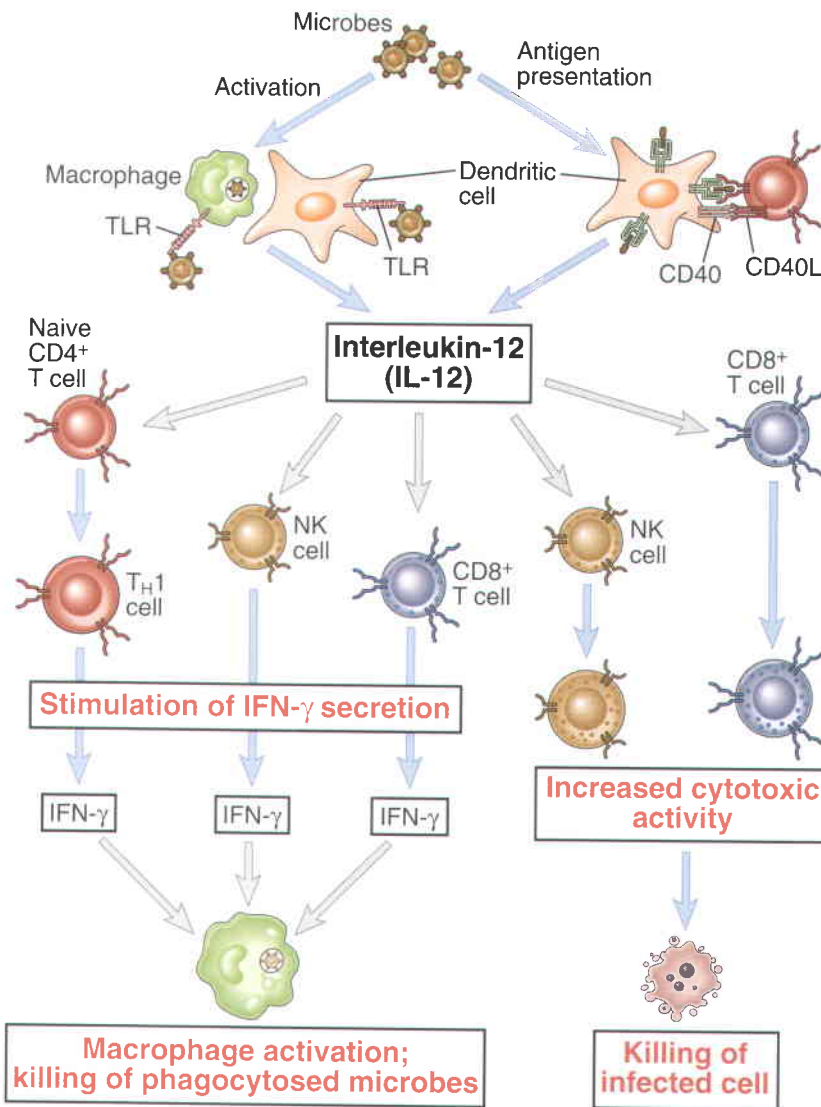 Microbes
Activation
Antigen
presentation
Macrophage
Dendritic
cell
TLR
TLR
CD40
CD40L
Naive
CD4+
T cell
Interleukin-12
(IL-12)
CD8+
T cell
NK
cell
NK
cell
TH1
cell
CD8+
T cell
Stimulation of IFN-γ secretion
Increased cytotoxic
activity
IFN-γ
IFN-γ
IFN-γ
Macrophage activation;
killing of phagocytosed microbes
Killing of
infected cell